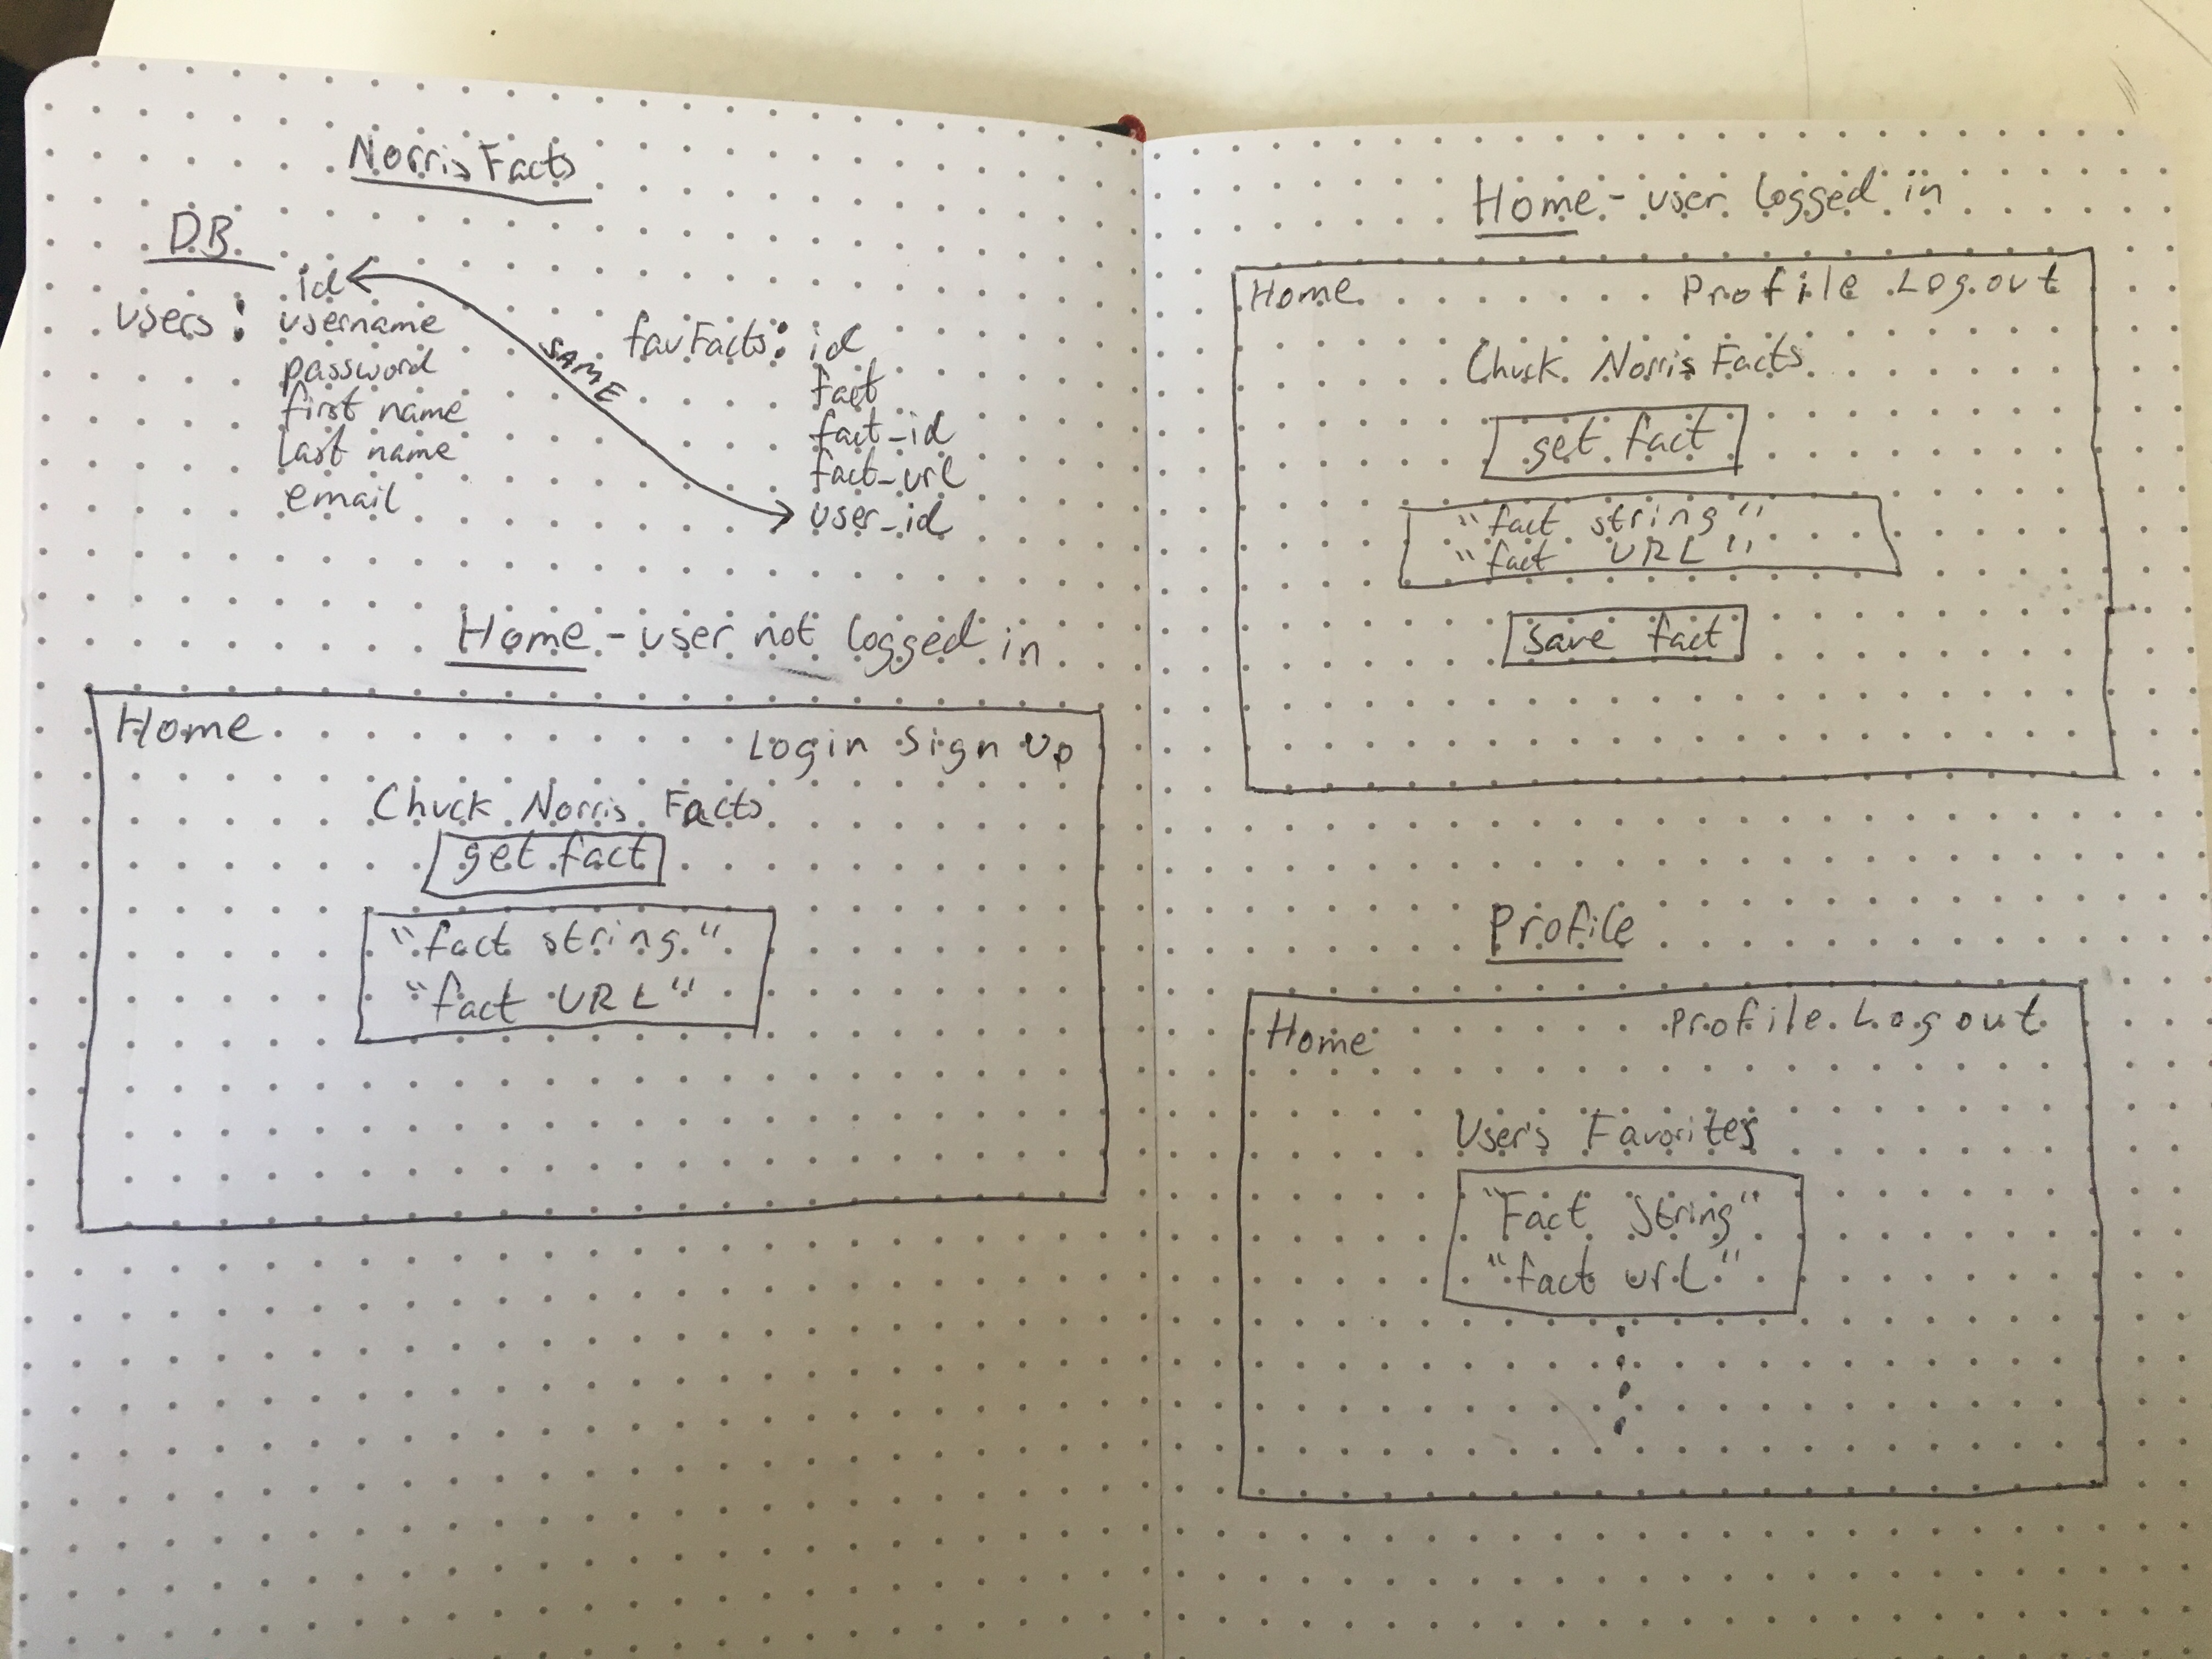 Norris Facts
DB
users:
id
username
password
first name
last name
email
SAME
favFacts:
id
fact
fact_id
fact_url
user_id
Home - user not logged in
Home Login Sign Up
Chuck Norris Facts
get fact
"fact string"
"fact URL"
Home - user logged in
Home Profile Logout
Chuck Norris Facts
get fact
"fact string"
"fact URL"
save fact
Profile
Home Profile Logout
User's Favorites
"Fact String"
"fact url"